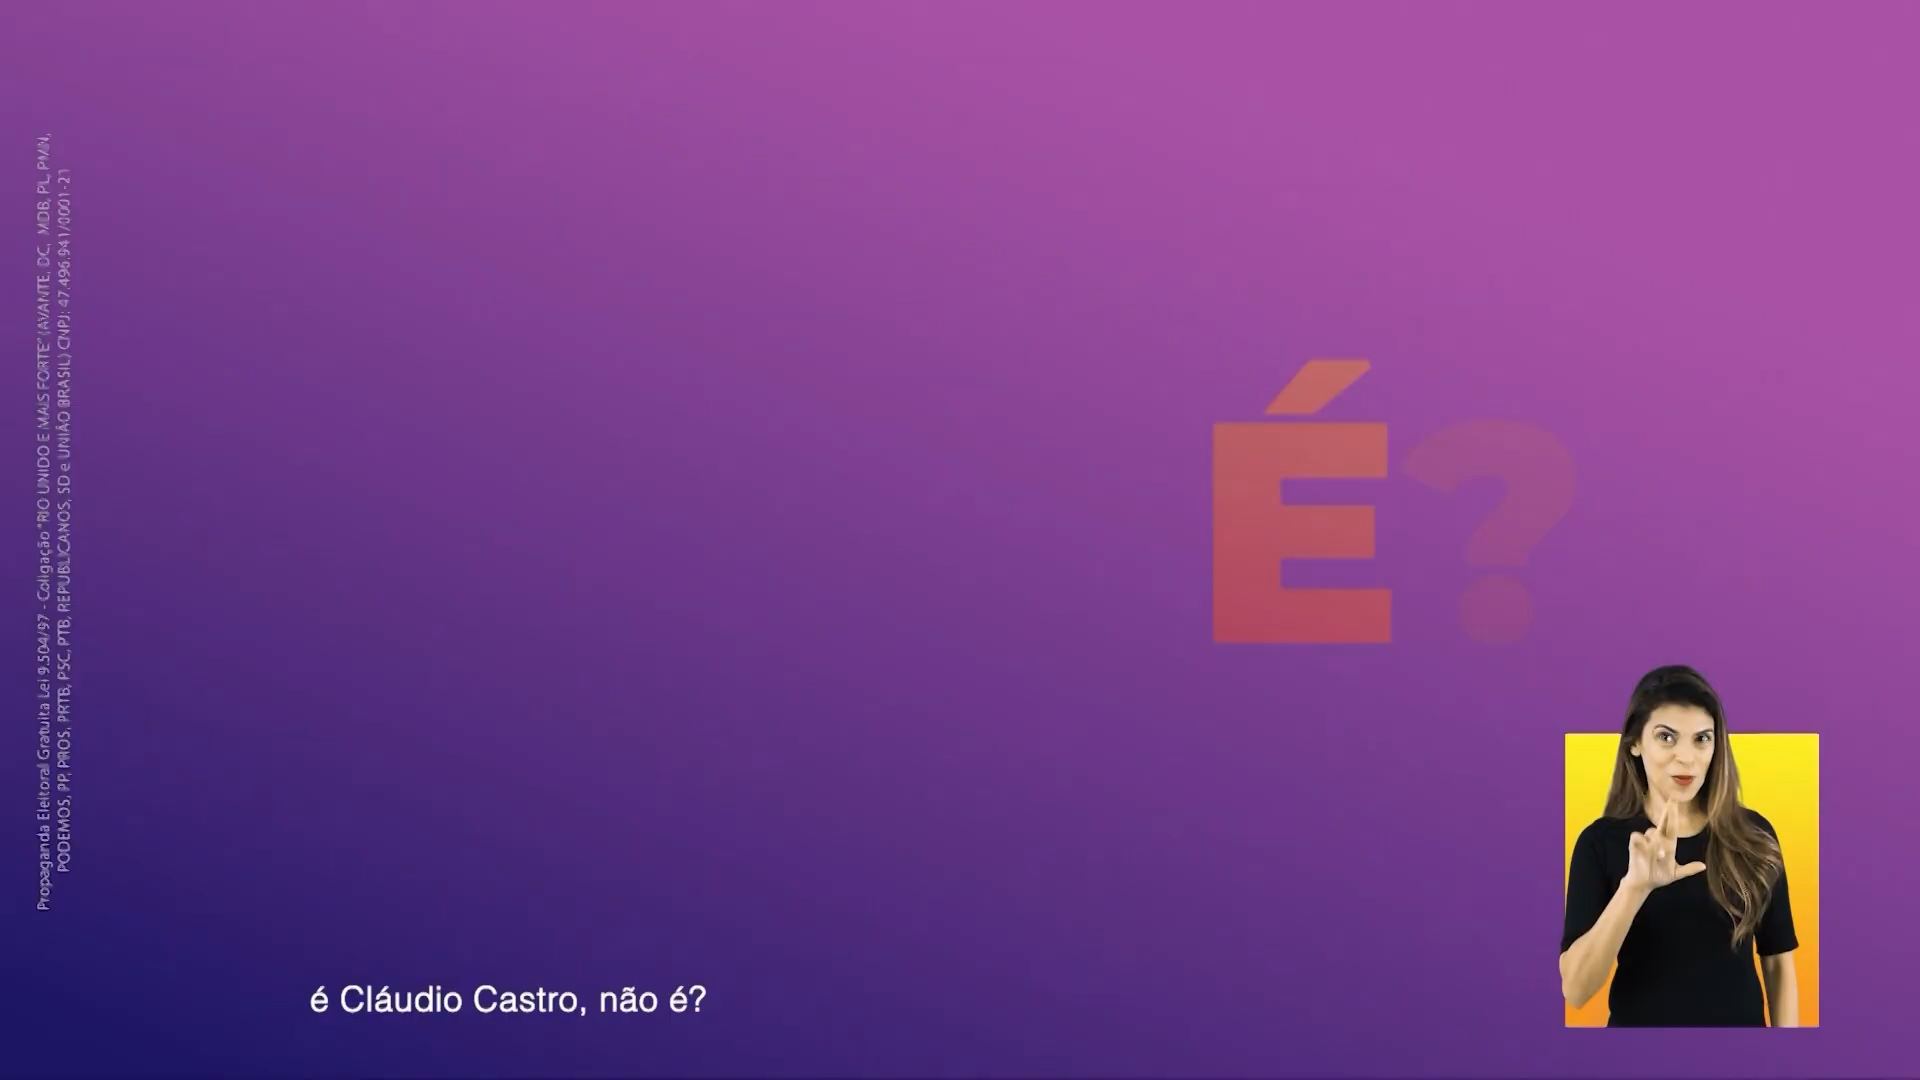 Propaganda Eleitoral Gratuita Lei 9.504/97 - Coligação "RIO UNIDO E MAIS FORTE" (AVANTE, DC, MDB, PL, PMN,
PODEMOS, PP, PROS, PRTB, PSC, PTB, REPUBLICANOS, SD e UNIÃO BRASIL) CNPJ: 47.496.941/0001-21
É?
é Cláudio Castro, não é?